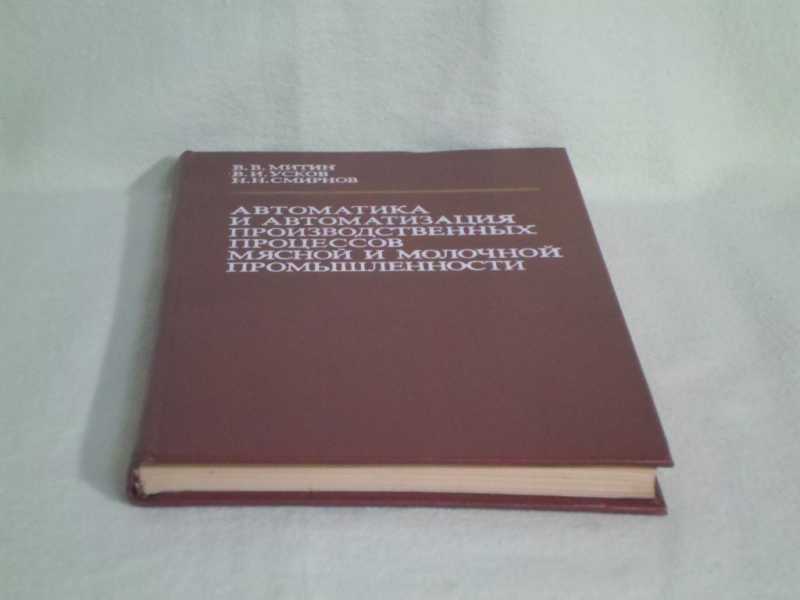 В. В. МИТИН
В. И. УСКОВ
Н. Н. СМИРНОВ
АВТОМАТИКА
И АВТОМАТИЗАЦИЯ
ПРОИЗВОДСТВЕННЫХ
ПРОЦЕССОВ
МЯСНОЙ И МОЛОЧНОЙ
ПРОМЫШЛЕННОСТИ